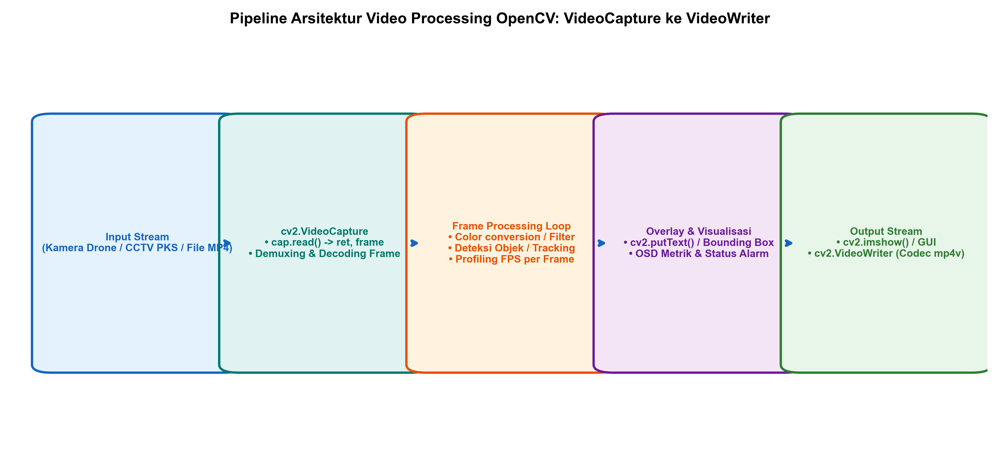 Pipeline Arsitektur Video Processing OpenCV: VideoCapture ke VideoWriter
Input Stream
(Kamera Drone / CCTV PKS / File MP4)
cv2.VideoCapture
• cap.read() -> ret, frame
• Demuxing & Decoding Frame
Frame Processing Loop
• Color conversion / Filter
• Deteksi Objek / Tracking
• Profiling FPS per Frame
Overlay & Visualisasi
• cv2.putText() / Bounding Box
• OSD Metrik & Status Alarm
Output Stream
• cv2.imshow() / GUI
• cv2.VideoWriter (Codec mp4v)